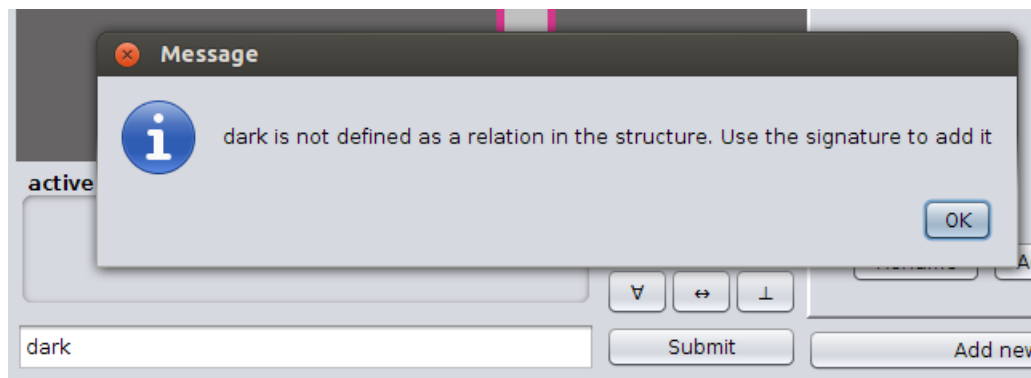 Message
dark is not defined as a relation in the structure. Use the signature to add it
OK
active
∀ ↔ ⊥
dark
Submit
Add new